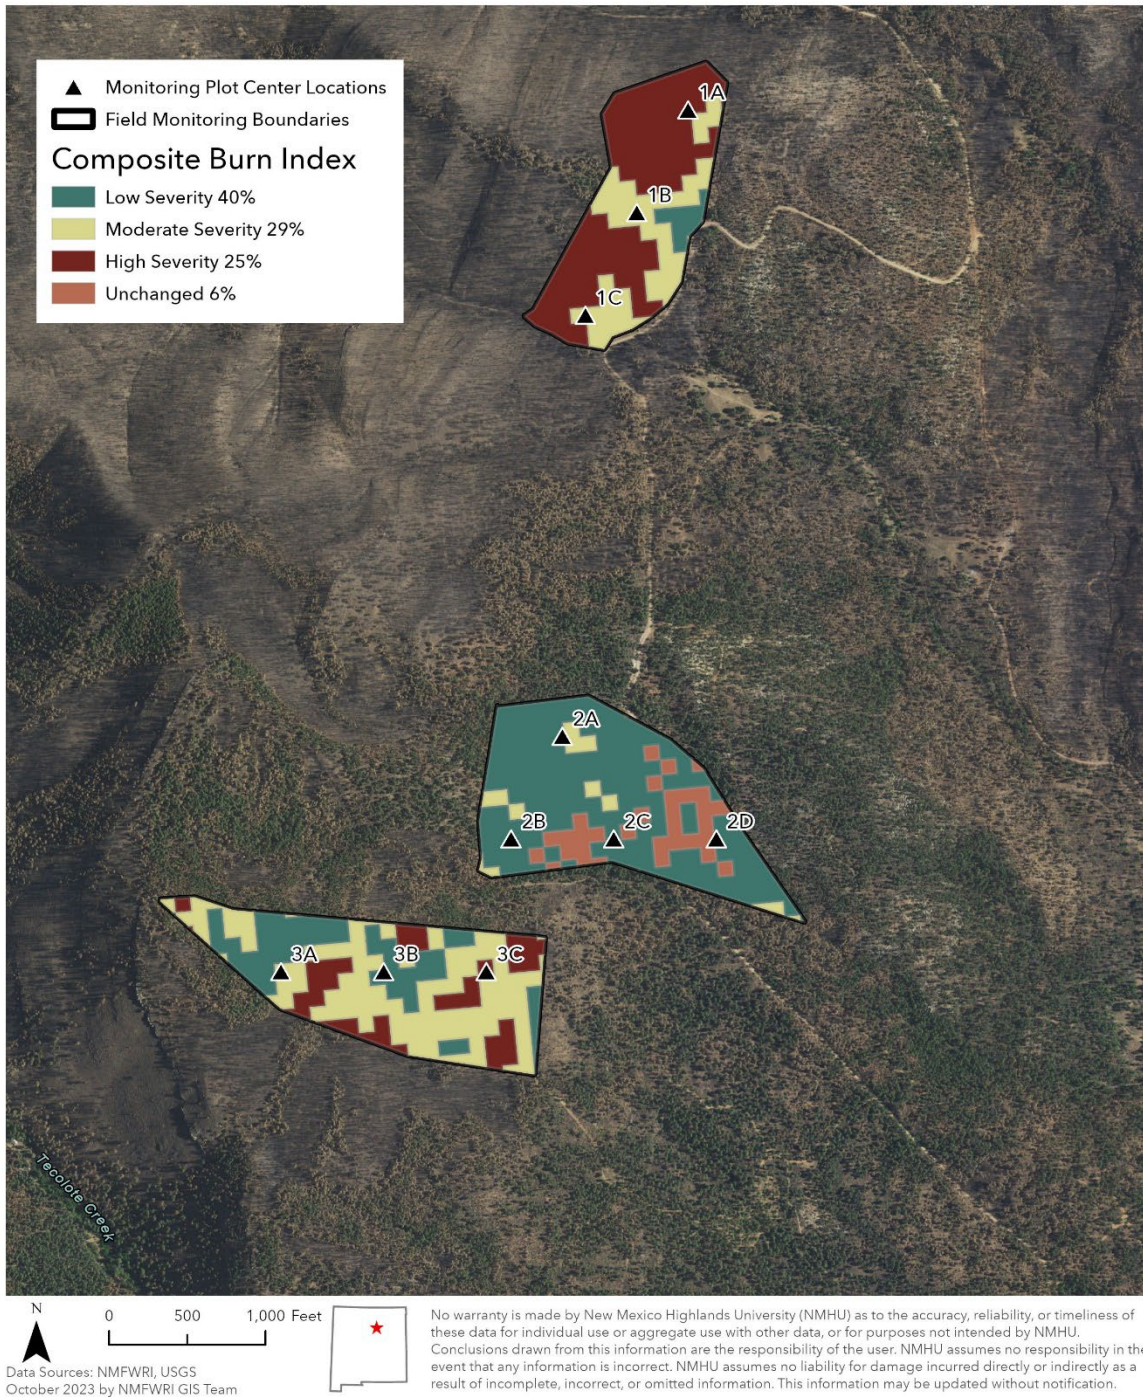 Monitoring Plot Center Locations
Field Monitoring Boundaries
Composite Burn Index
Low Severity 40%
Moderate Severity 29%
High Severity 25%
Unchanged 6%
1A
1B
1C
2A
2B
2C
2D
3A
3B
3C
Tecolote Creek
N
0 500 1,000 Feet
Data Sources: NMFWRI, USGS
October 2023 by NMFWRI GIS Team
No warranty is made by New Mexico Highlands University (NMHU) as to the accuracy, reliability, or timeliness of
these data for individual use or aggregate use with other data, or for purposes not intended by NMHU.
Conclusions drawn from this information are the responsibility of the user. NMHU assumes no responsibility in the
event that any information is incorrect. NMHU assumes no liability for damage incurred directly or indirectly as a
result of incomplete, incorrect, or omitted information. This information may be updated without notification.